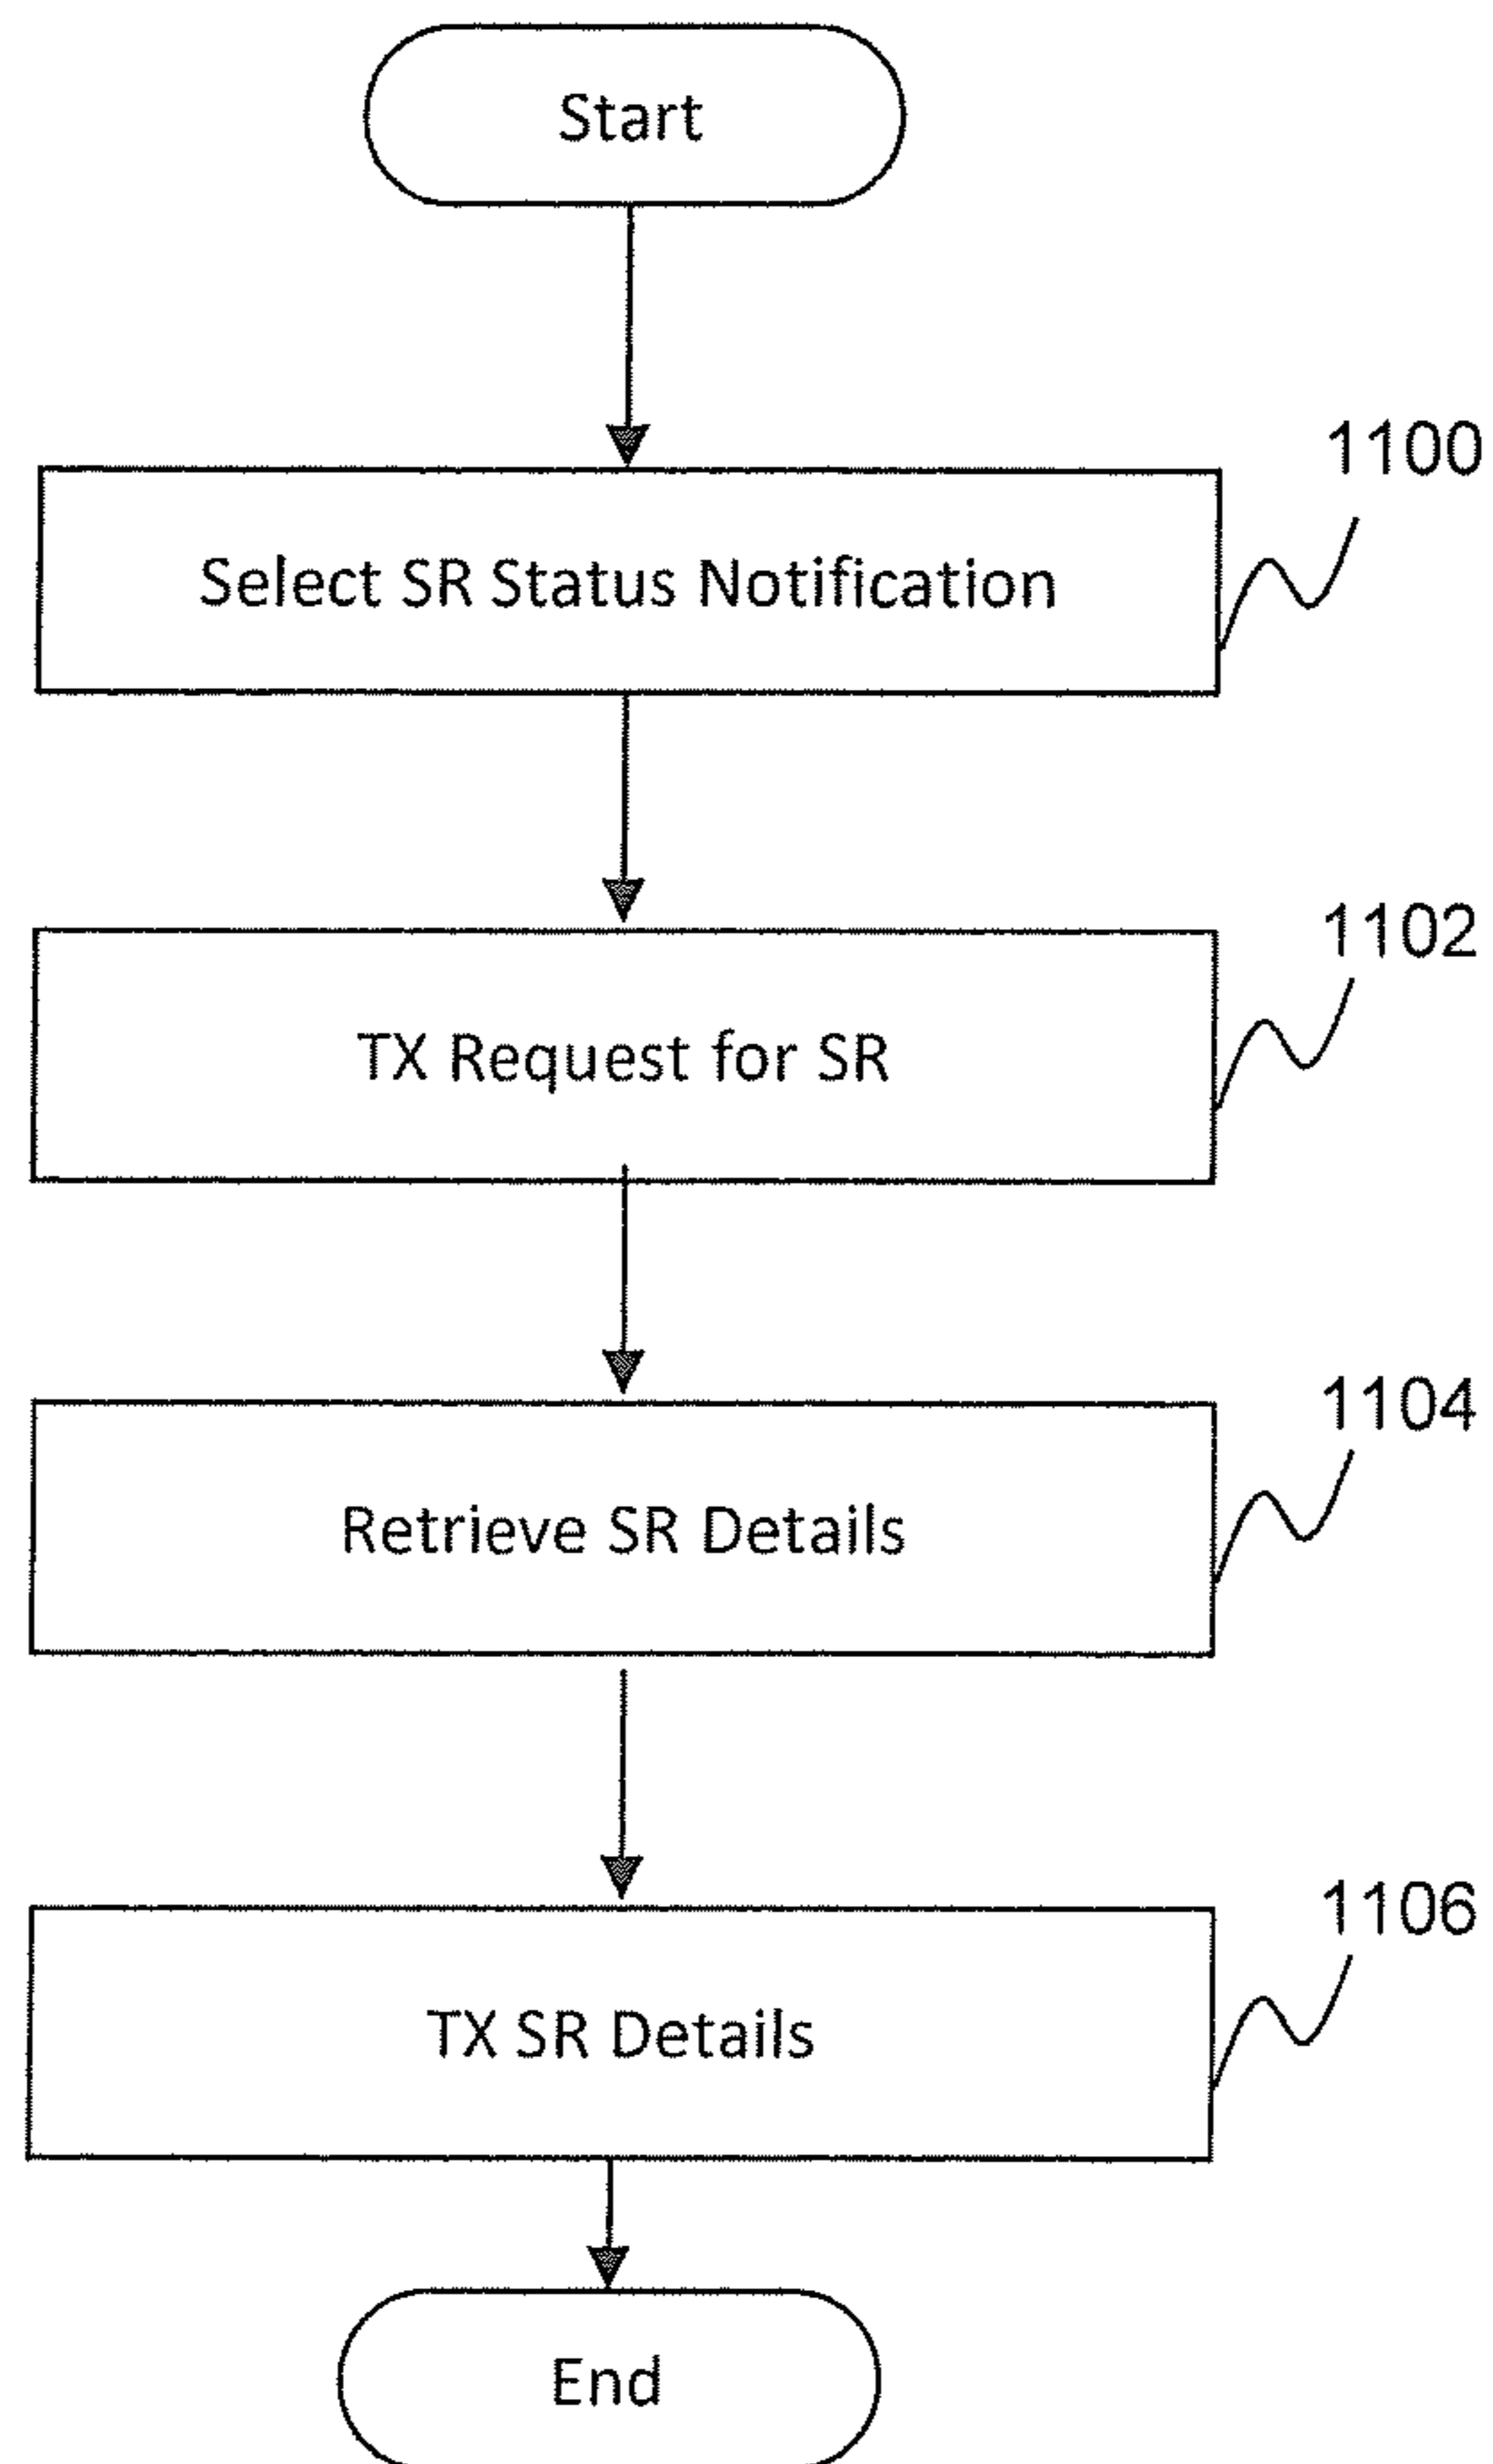 Start
1100
Select SR Status Notification
1102
TX Request for SR
1104
Retrieve SR Details
1106
TX SR Details
End